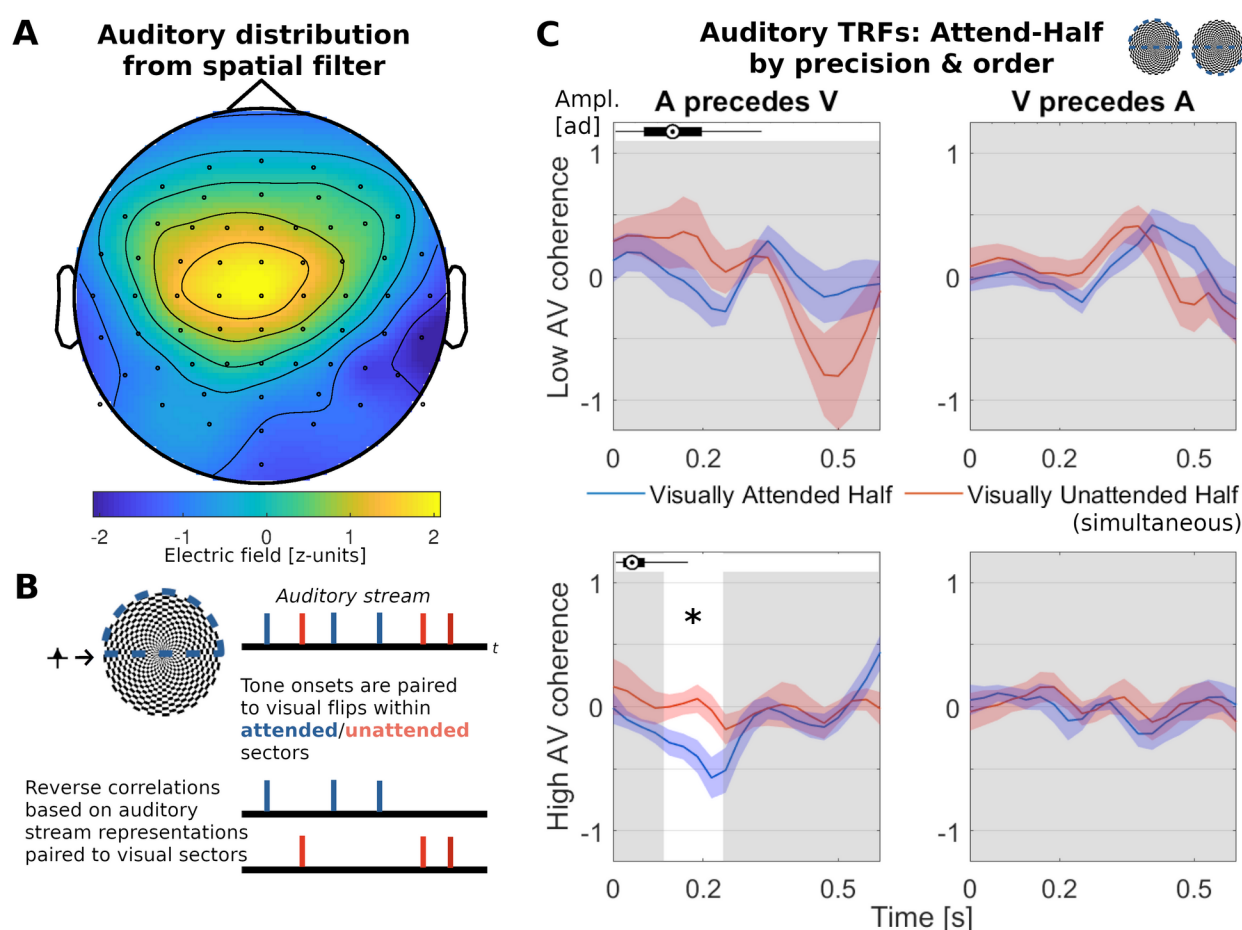 A
Auditory distribution
from spatial filter
-2 -1 0 1 2
Electric field [z-units]
B
Auditory stream
t
Tone onsets are paired
to visual flips within
attended/unattended
sectors
Reverse correlations
based on auditory
stream representations
paired to visual sectors
C
Auditory TRFs: Attend-Half
by precision & order
Ampl.
[ad]
A precedes V
V precedes A
Low AV coherence
1
0
-1
0 0.2 0.5
1
0
-1
0 0.2 0.5
Visually Attended Half
Visually Unattended Half
(simultaneous)
High AV coherence
1
0
-1
*
0 0.2 0.5
1
0
-1
0 0.2 0.5
Time [s]